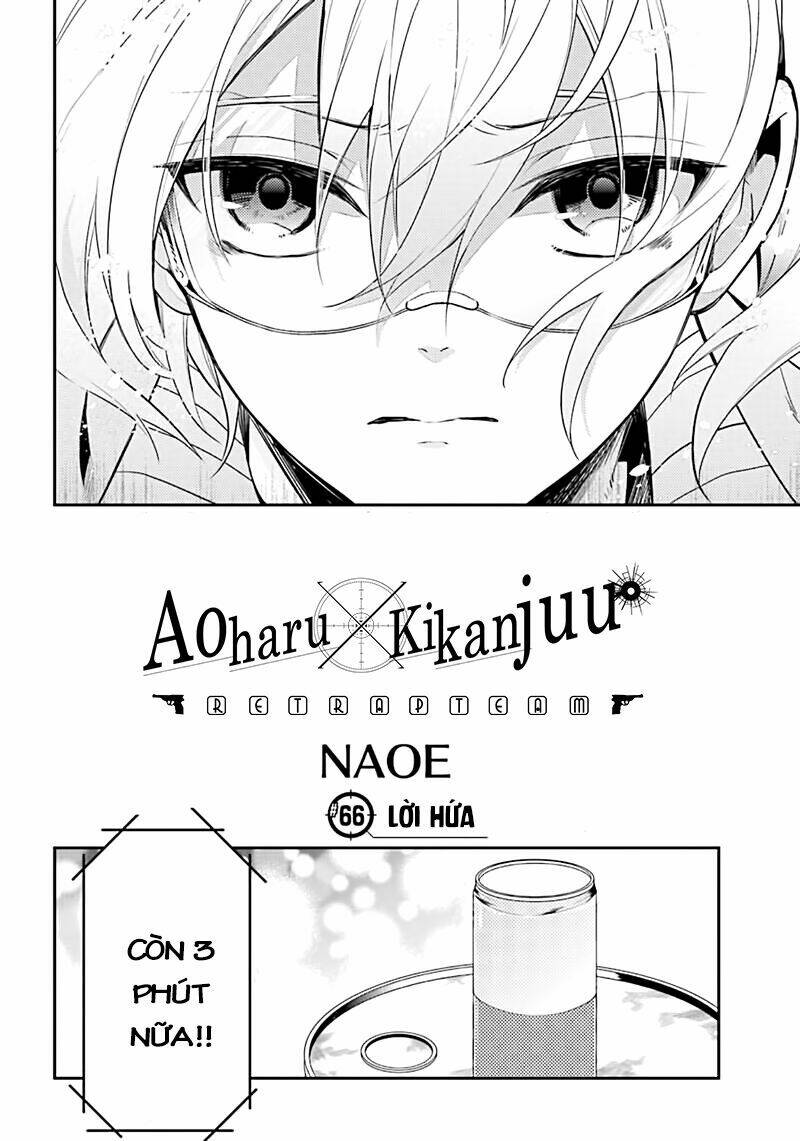 Aoharu×Kikanjuu
RETRAPTEAM
NAOE
#66 LỜI HỨA
CÒN 3
PHÚT
NỮA!!